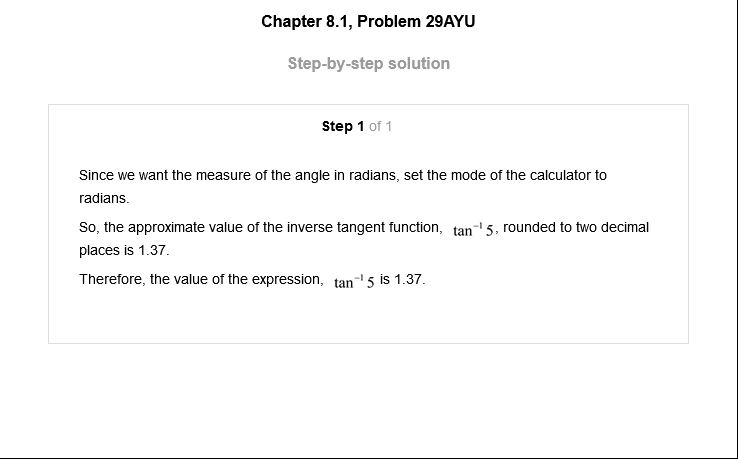 Chapter 8.1, Problem 29AYU
Step-by-step solution
Step 1 of 1
Since we want the measure of the angle in radians, set the mode of the calculator to
radians.
So, the approximate value of the inverse tangent function, tan⁻¹ 5, rounded to two decimal
places is 1.37.
Therefore, the value of the expression, tan⁻¹ 5 is 1.37.